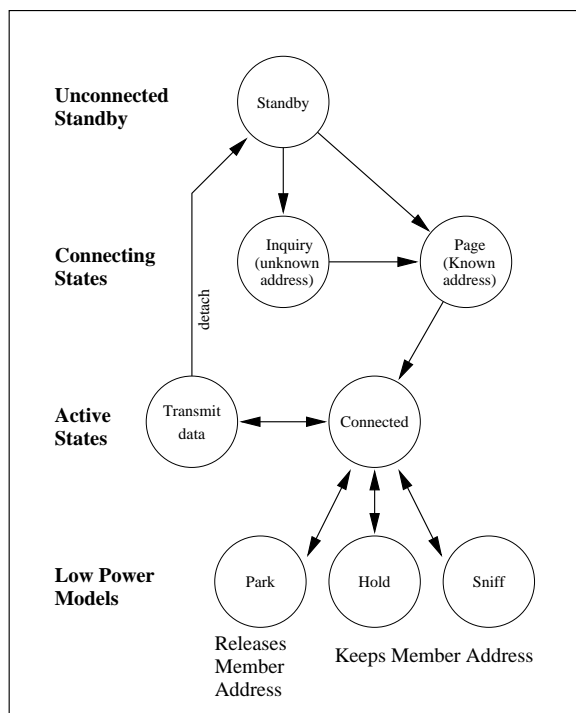 Unconnected
Standby
Standby
Connecting
States
Inquiry
(unknown
address)
Page
(Known
address)
detach
Active
States
Transmit
data
Connected
Low Power
Models
Park
Hold
Sniff
Releases
Member
Address
Keeps Member Address